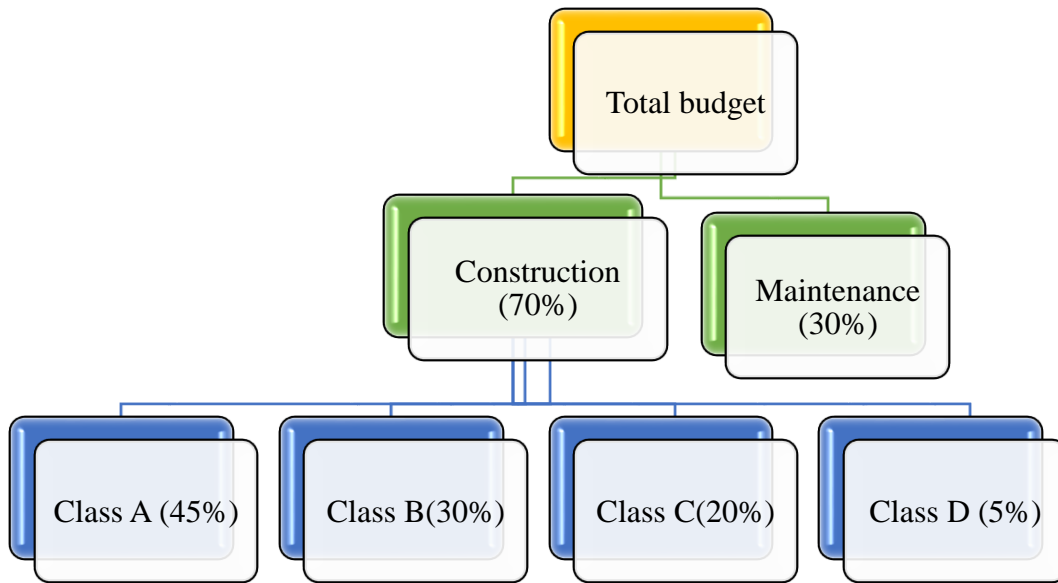 Total budget
Construction
(70%)
Maintenance
(30%)
Class A (45%)
Class B(30%)
Class C(20%)
Class D (5%)